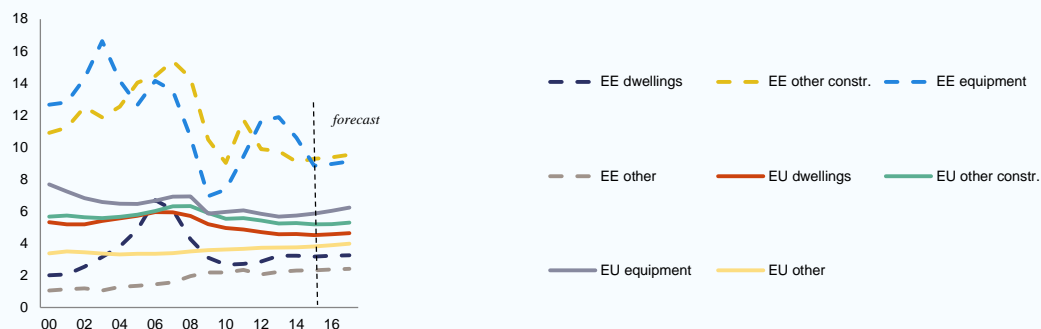 18
16
14
12
10
8
6
4
2
0
00 02 04 06 08 10 12 14 16
forecast
EE dwellings EE other constr. EE equipment
EE other EU dwellings EU other constr.
EU equipment EU other